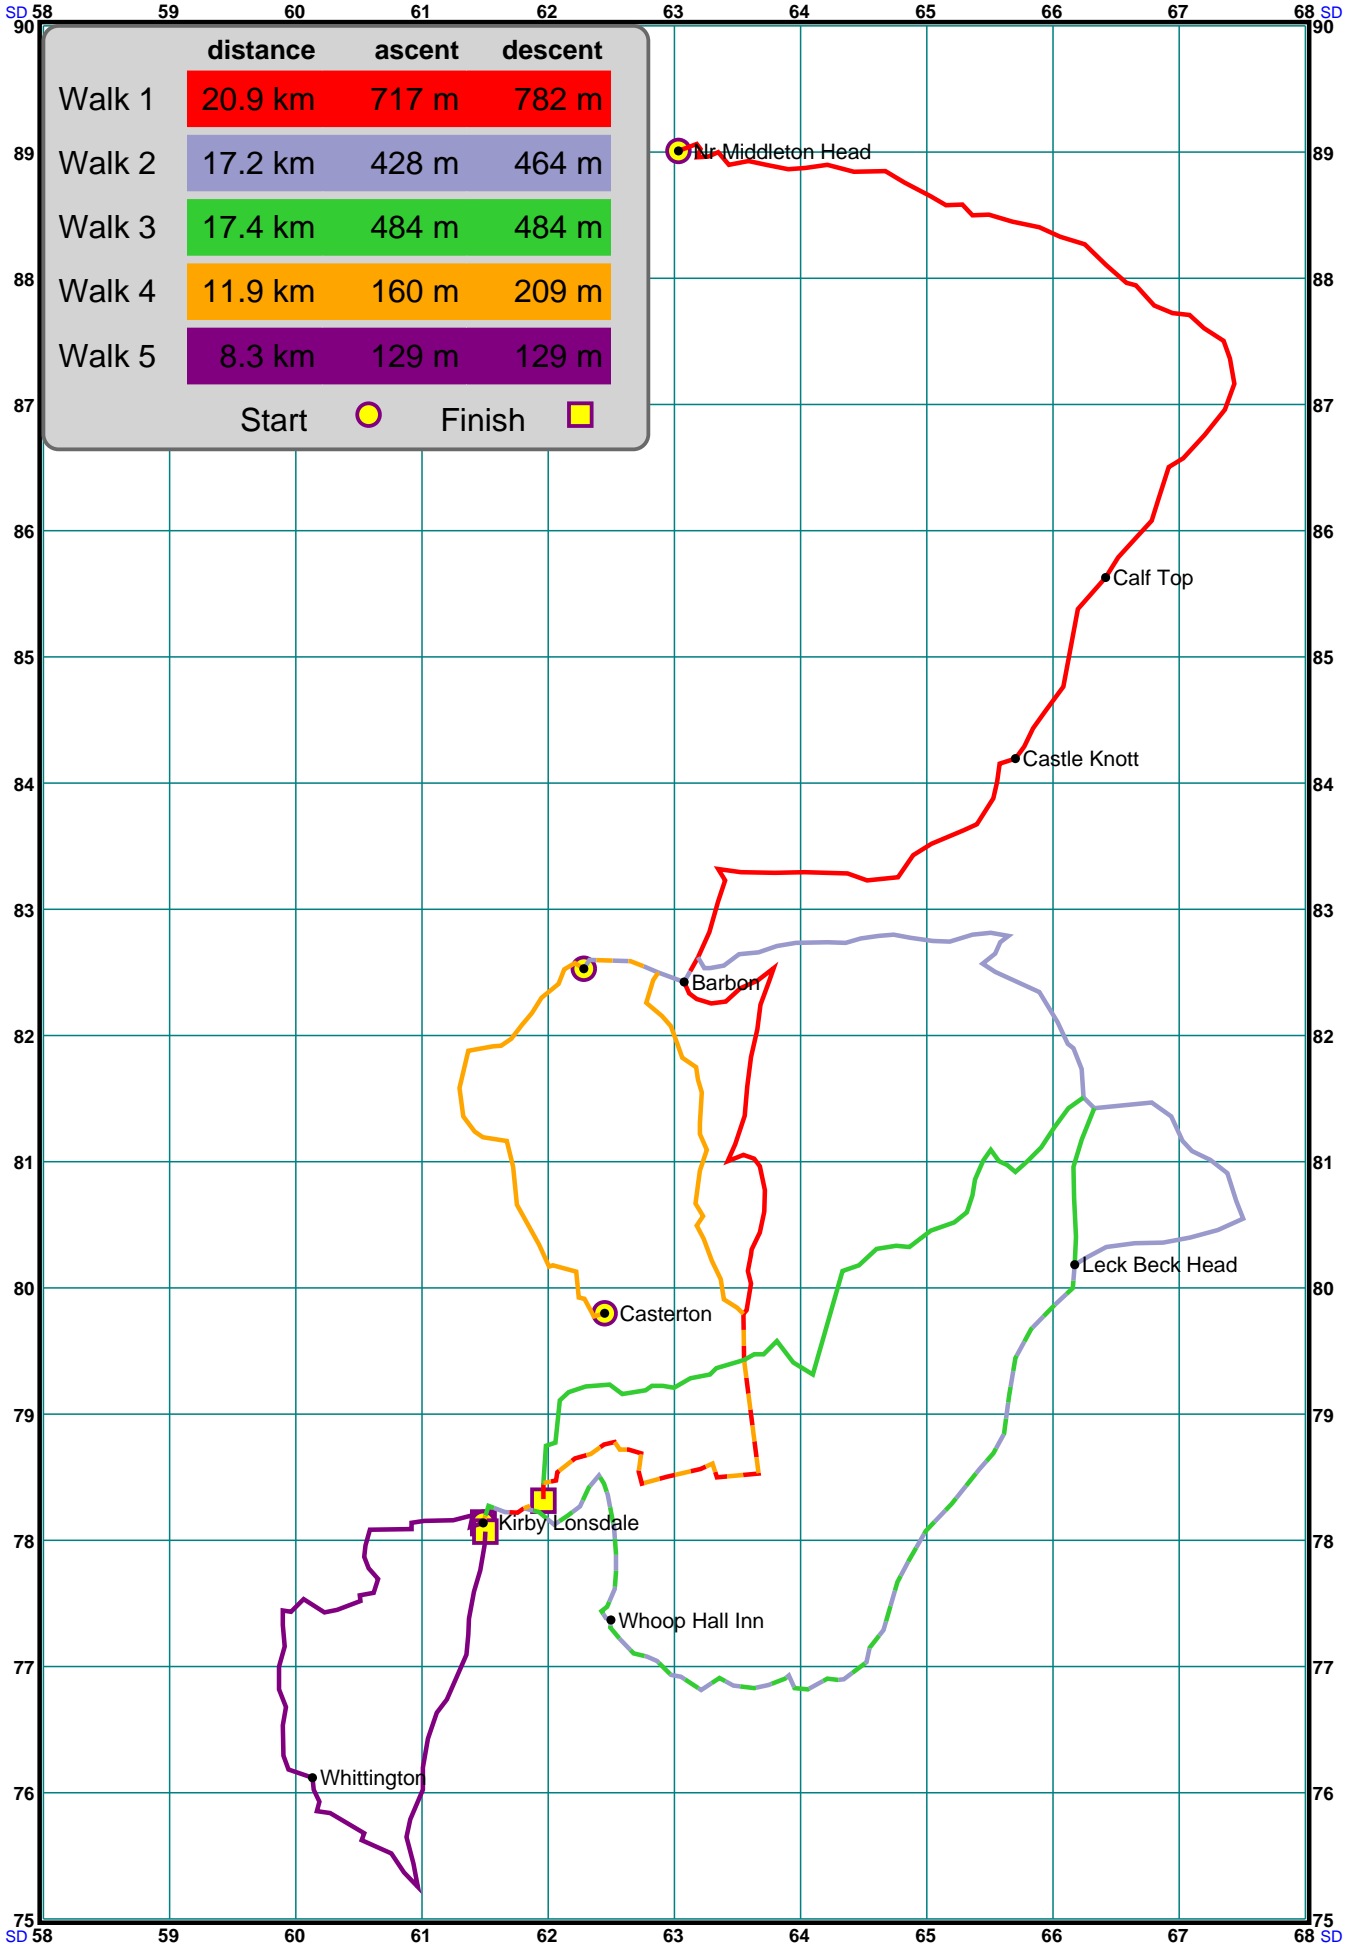 SD 58 59 60 61 62 63 64 65 66 67 68 SD
90 90
distance ascent descent
Walk 1 20.9 km 717 m 782 m
Walk 2 17.2 km 428 m 464 m
Walk 3 17.4 km 484 m 484 m
Walk 4 11.9 km 160 m 209 m
Walk 5 8.3 km 129 m 129 m
Start Finish
89 Nr Middleton Head 89
88 88
87 87
86 86
Calf Top
85 85
Castle Knott
84 84
83 83
Barbon
82 82
81 81
Leck Beck Head
80 80
Casterton
79 79
Kirby Lonsdale
78 78
Whoop Hall Inn
77 77
Whittington
76 76
75 75
SD 58 59 60 61 62 63 64 65 66 67 68 SD